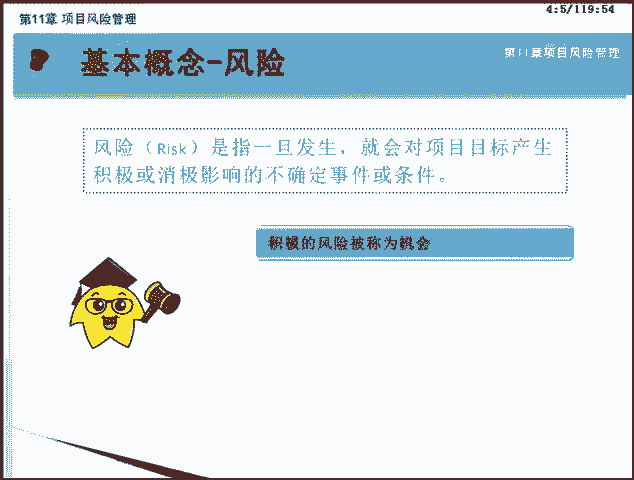 第11章 项目风险管理
4:5/119:54
基本概念-风险
第11章项目风险管理
风险（Risk）是指一旦发生，就会对项目目标产生
积极或消极影响的不确定事件或条件。
积极的风险被称为机会